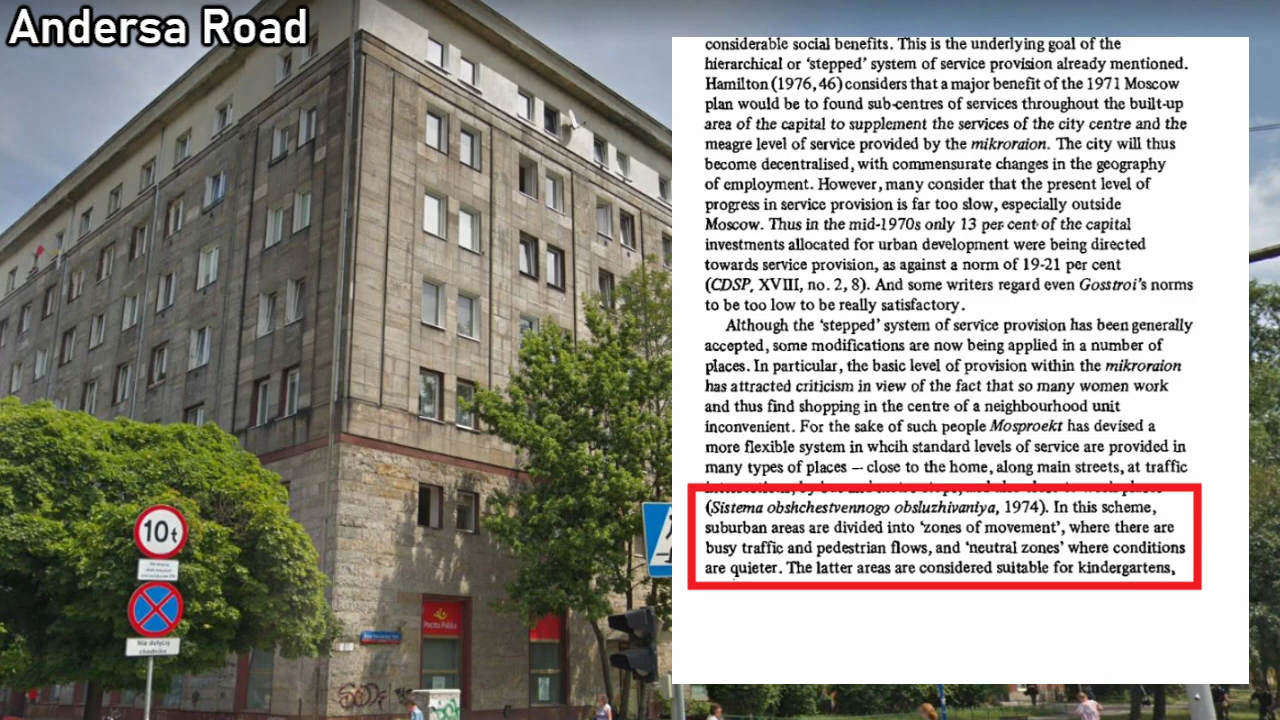 Andersa Road
considerable social benefits. This is the underlying goal of the
hierarchical or 'stepped' system of service provision already mentioned.
Hamilton (1976, 46) considers that a major benefit of the 1971 Moscow
plan would be to found sub-centres of services throughout the built-up
area of the capital to supplement the services of the city centre and the
meagre level of service provided by the mikroraion. The city will thus
become decentralised, with commensurate changes in the geography
of employment. However, many consider that the present level of
progress in service provision is far too slow, especially outside
Moscow. Thus in the mid-1970s only 13 per cent of the capital
investments allocated for urban development were being directed
towards service provision, as against a norm of 19-21 per cent
(CDSP, XVIII, no. 2, 8). And some writers regard even Gosstroi's norms
to be too low to be really satisfactory.
Although the 'stepped' system of service provision has been generally
accepted, some modifications are now being applied in a number of
places. In particular, the basic level of provision within the mikroraion
has attracted criticism in view of the fact that so many women work
and thus find shopping in the centre of a neighbourhood unit
inconvenient. For the sake of such people Mosproekt has devised a
more flexible system in whcih standard levels of service are provided in
many types of places — close to the home, along main streets, at traffic
(Sistema obshchestvennogo obsluzhivaniya, 1974). In this scheme,
suburban areas are divided into 'zones of movement', where there are
busy traffic and pedestrian flows, and 'neutral zones' where conditions
are quieter. The latter areas are considered suitable for kindergartens,
10t
Nie dotyczy
chodnika
Poczta Polska